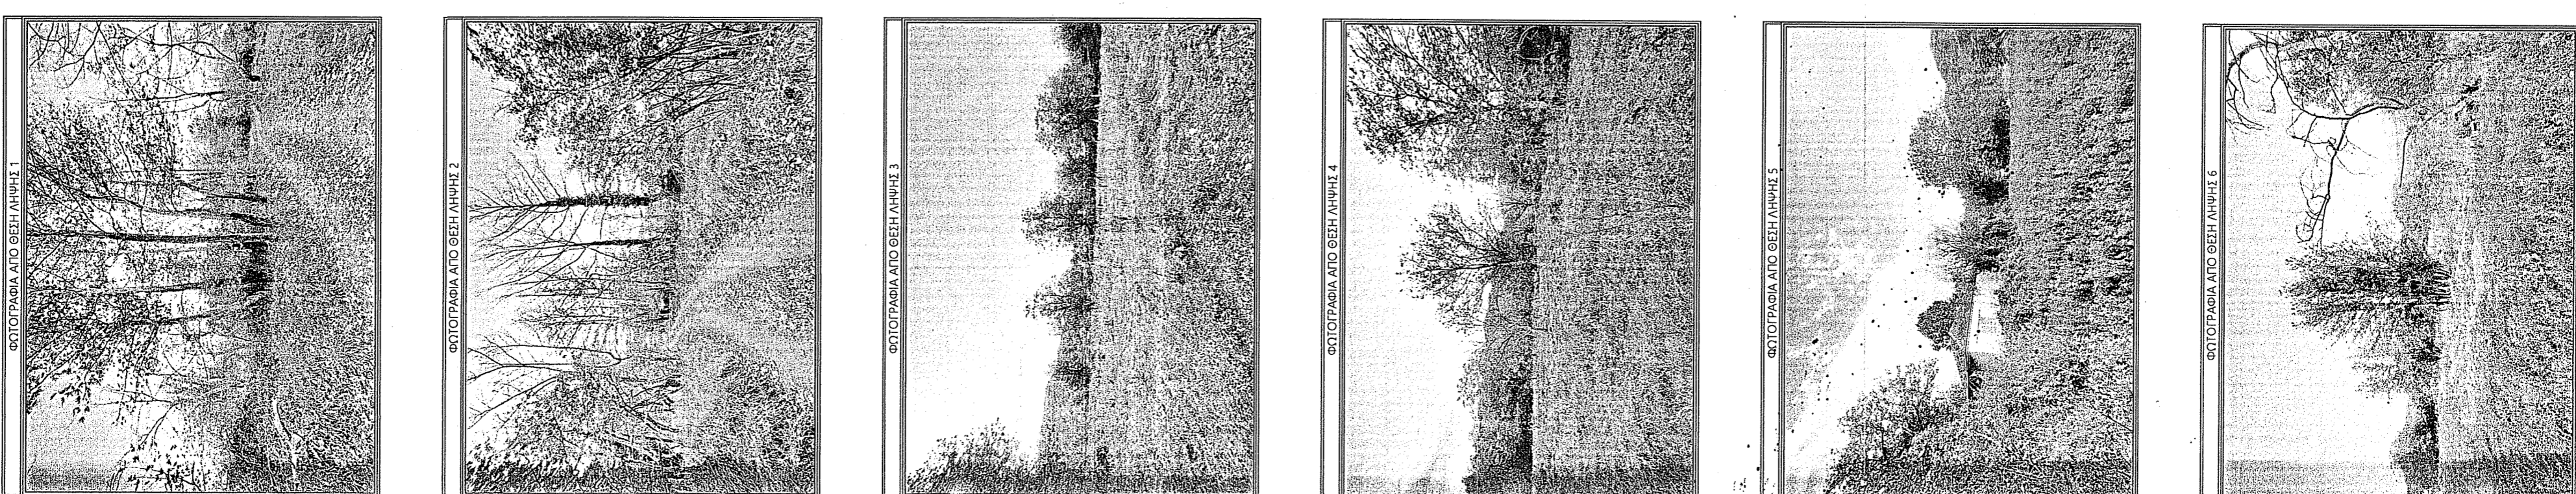 ΦΩΤΟΓΡΑΦΙΑ ΑΠΟ ΘΕΣΗ ΛΗΨΗΣ 1
ΦΩΤΟΓΡΑΦΙΑ ΑΠΟ ΘΕΣΗ ΛΗΨΗΣ 2
ΦΩΤΟΓΡΑΦΙΑ ΑΠΟ ΘΕΣΗ ΛΗΨΗΣ 3
ΦΩΤΟΓΡΑΦΙΑ ΑΠΟ ΘΕΣΗ ΛΗΨΗΣ 4
ΦΩΤΟΓΡΑΦΙΑ ΑΠΟ ΘΕΣΗ ΛΗΨΗΣ 5
ΦΩΤΟΓΡΑΦΙΑ ΑΠΟ ΘΕΣΗ ΛΗΨΗΣ 6